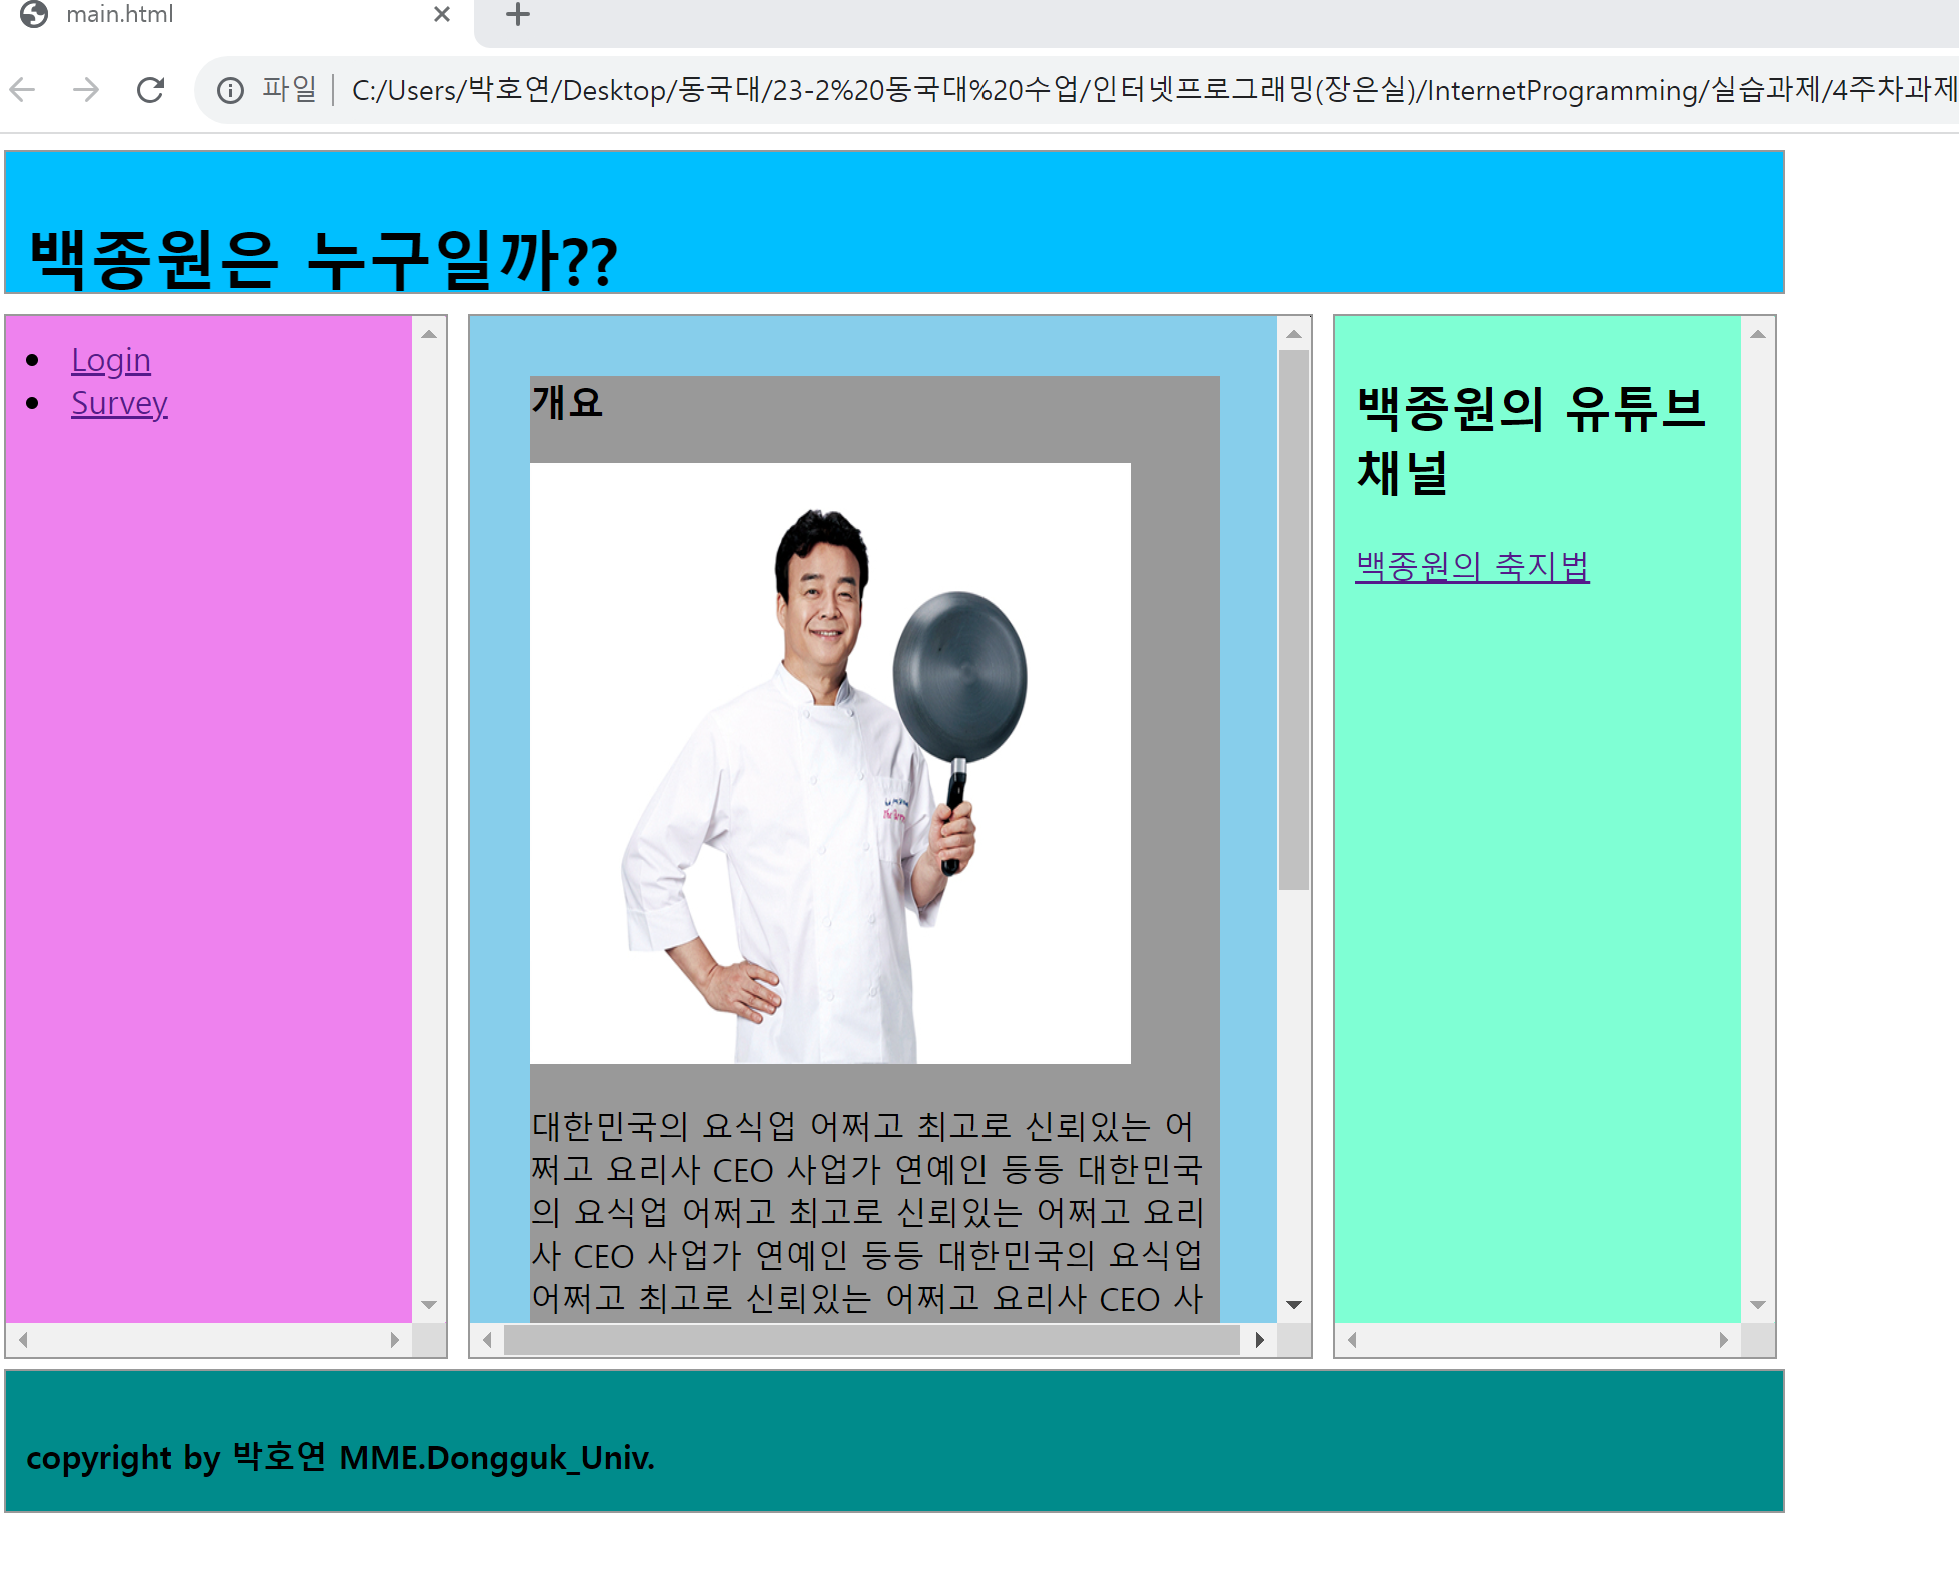 main.html
파일
C:/Users/박호연/Desktop/동국대/23-2%20동국대%20수업/인터넷프로그래밍(장은실)/InternetProgramming/실습과제/4주차과제
백종원은 누구일까??
Login
Survey
개요
대한민국의 요식업 어쩌고 최고로 신뢰있는 어
쩌고 요리사 CEO 사업가 연예인 등등 대한민국
의 요식업 어쩌고 최고로 신뢰있는 어쩌고 요리
사 CEO 사업가 연예인 등등 대한민국의 요식업
어쩌고 최고로 신뢰있는 어쩌고 요리사 CEO 사
백종원의 유튜브
채널
백종원의 축지법
copyright by 박호연 MME.Dongguk_Univ.